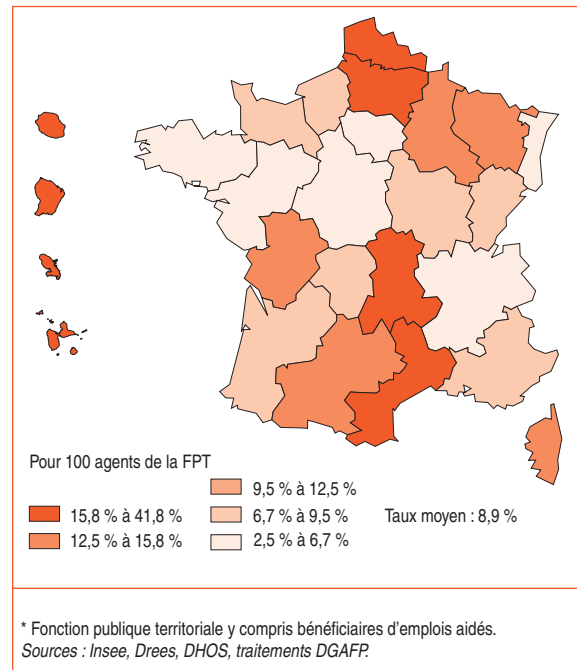 Pour 100 agents de la FPT
9,5 % à 12,5 %
15,8 % à 41,8 %
6,7 % à 9,5 %
Taux moyen : 8,9 %
12,5 % à 15,8 %
2,5 % à 6,7 %
* Fonction publique territoriale y compris bénéficiaires d'emplois aidés.
Sources : Insee, Drees, DHOS, traitements DGAFP.